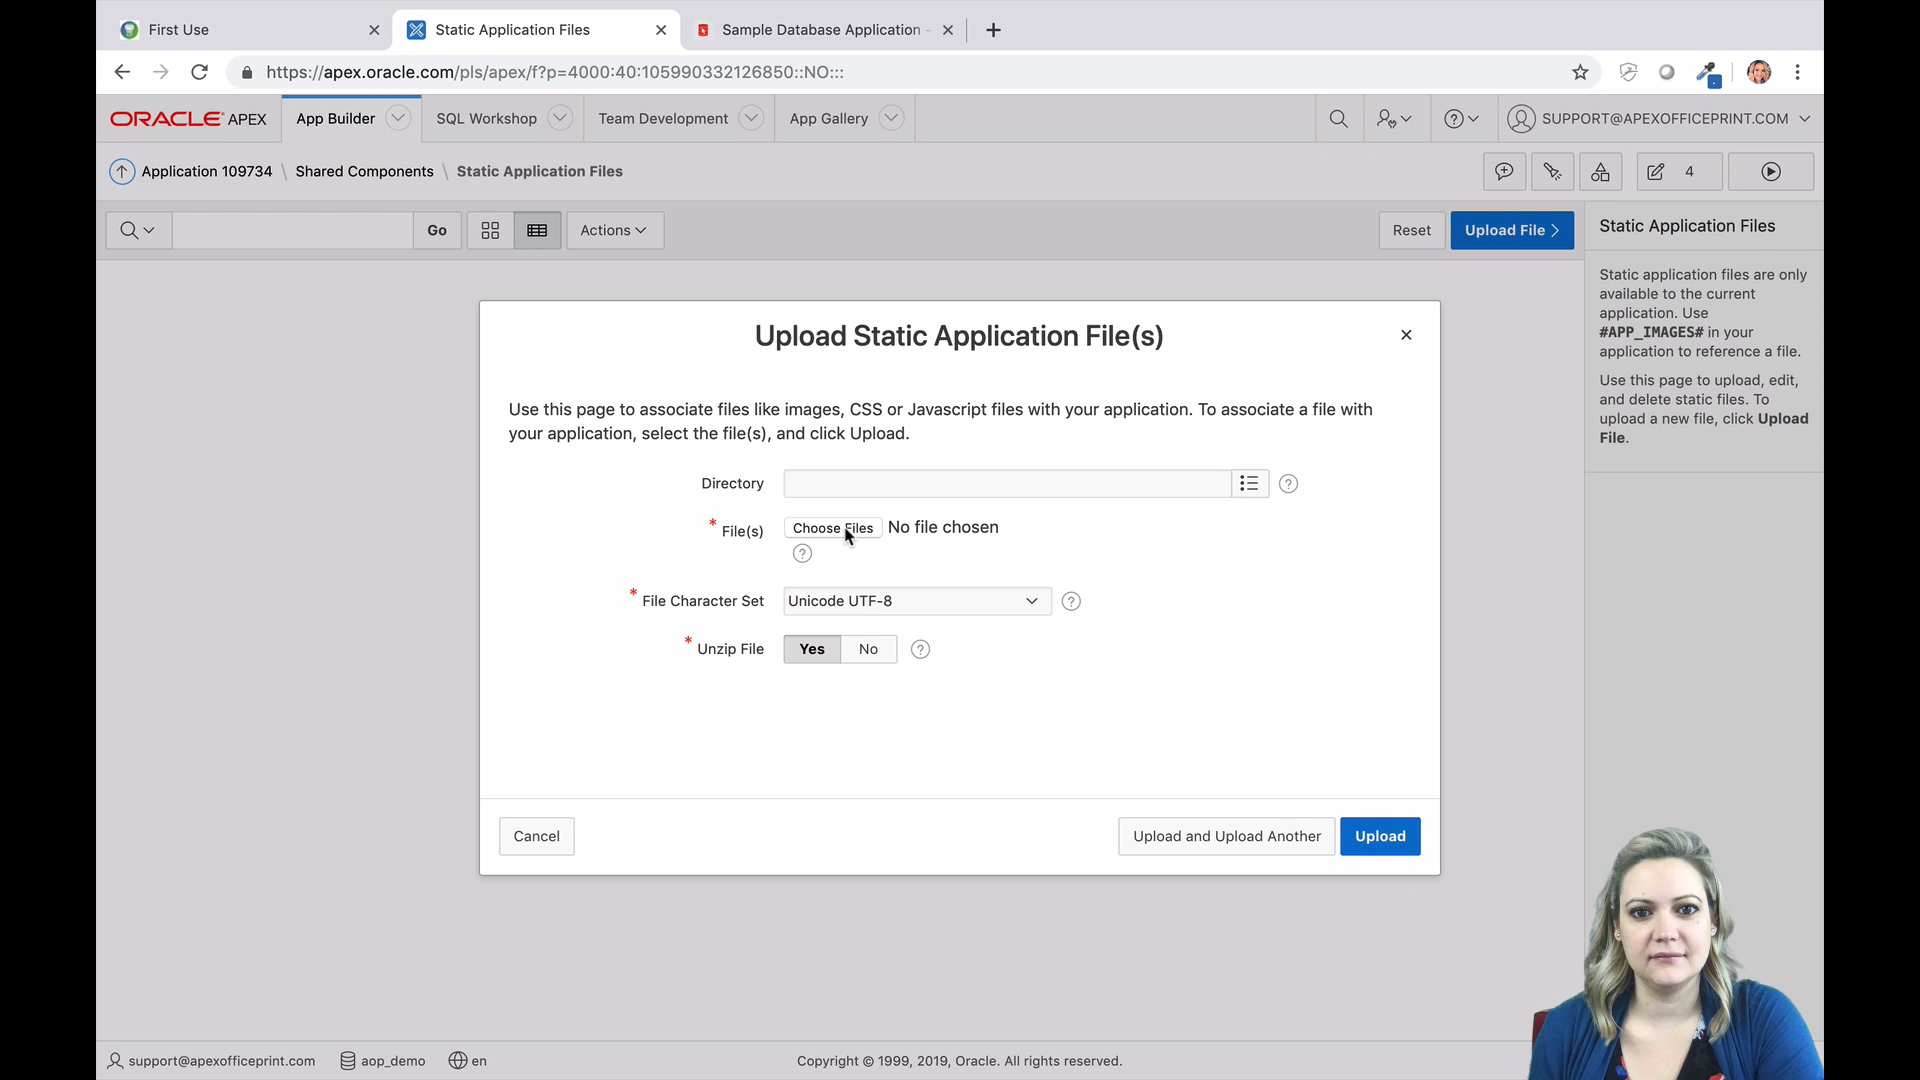 First Use
Static Application Files
Sample Database Application -
https://apex.oracle.com/pls/apex/f?p=4000:40:105990332126850::NO:::
ORACLE APEX
App Builder
SQL Workshop
Team Development
App Gallery
SUPPORT@APEXOFFICEPRINT.COM
Application 109734 \ Shared Components \ Static Application Files
4
Go
Actions
Reset
Upload File
Static Application Files
Static application files are only
available to the current
application. Use
#APP_IMAGES# in your
application to reference a file.
Use this page to upload, edit,
and delete static files. To
upload a new file, click Upload
File.
Upload Static Application File(s)
Use this page to associate files like images, CSS or Javascript files with your application. To associate a file with
your application, select the file(s), and click Upload.
Directory
* File(s) Choose Files No file chosen
* File Character Set Unicode UTF-8
* Unzip File Yes No
Cancel
Upload and Upload Another
Upload
support@apexofficeprint.com
aop_demo
en
Copyright © 1999, 2019, Oracle. All rights reserved.